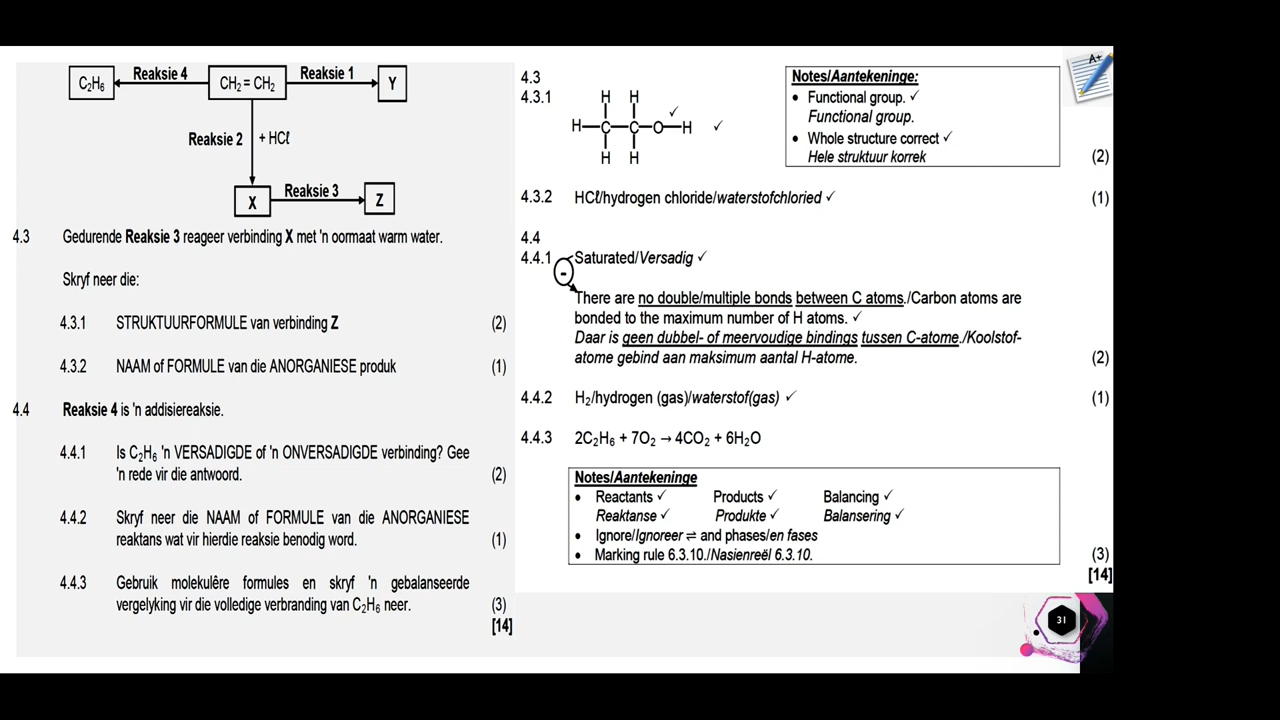 C₂H₆ Reaksie 4 CH₂ = CH₂ Reaksie 1 Y
Reaksie 2 + HCℓ
X Reaksie 3 Z
4.3 Gedurende Reaksie 3 reageer verbinding X met 'n oormaat warm water.
Skryf neer die:
4.3.1 STRUKTUURFORMULE van verbinding Z (2)
4.3.2 NAAM of FORMULE van die ANORGANIESE produk (1)
4.4 Reaksie 4 is 'n addisiereaksie.
4.4.1 Is C₂H₆ 'n VERSADIGDE of 'n ONVERSADIGDE verbinding? Gee
'n rede vir die antwoord. (2)
4.4.2 Skryf neer die NAAM of FORMULE van die ANORGANIESE
reaktans wat vir hierdie reaksie benodig word. (1)
4.4.3 Gebruik molekulêre formules en skryf 'n gebalanseerde
vergelyking vir die volledige verbranding van C₂H₆ neer. (3)
[14]
4.3
4.3.1
H H
H C C O H ✓ ✓
H H
Notes/Aantekeninge:
• Functional group. ✓
Functional group.
• Whole structure correct ✓
Hele struktuur korrek
(2)
4.3.2 HCℓ/hydrogen chloride/waterstofchloried ✓ (1)
4.4
4.4.1 Saturated/Versadig ✓
-
There are no double/multiple bonds between C atoms./Carbon atoms are
bonded to the maximum number of H atoms. ✓
Daar is geen dubbel- of meervoudige bindings tussen C-atome./Koolstof-
atome gebind aan maksimum aantal H-atome. (2)
4.4.2 H₂/hydrogen (gas)/waterstof(gas) ✓ (1)
4.4.3 2C₂H₆ + 7O₂ → 4CO₂ + 6H₂O
Notes/Aantekeninge
• Reactants ✓ Products ✓ Balancing ✓
Reaktanse ✓ Produkte ✓ Balansering ✓
• Ignore/Ignoreer ⇌ and phases/en fases
• Marking rule 6.3.10./Nasienreël 6.3.10.
(3)
[14]
A+
31